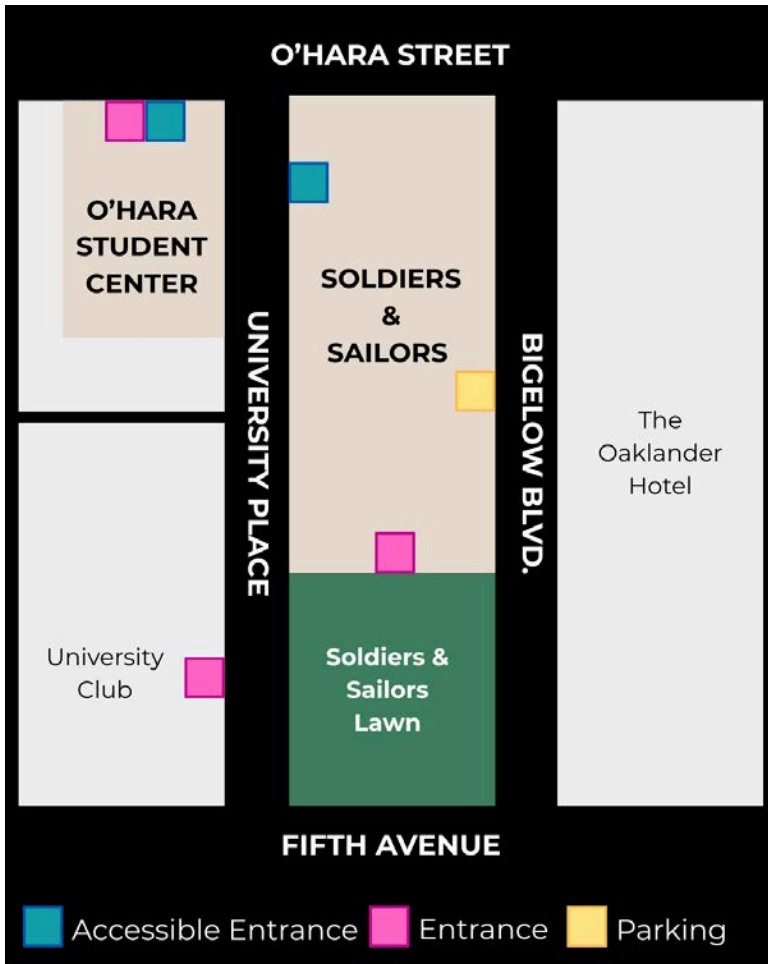 O’HARA STREET
O’HARA
STUDENT
CENTER
SOLDIERS
&
SAILORS
UNIVERSITY PLACE
BIGELOW BLVD.
The
Oaklander
Hotel
University
Club
Soldiers &
Sailors
Lawn
FIFTH AVENUE
Accessible Entrance
Entrance
Parking